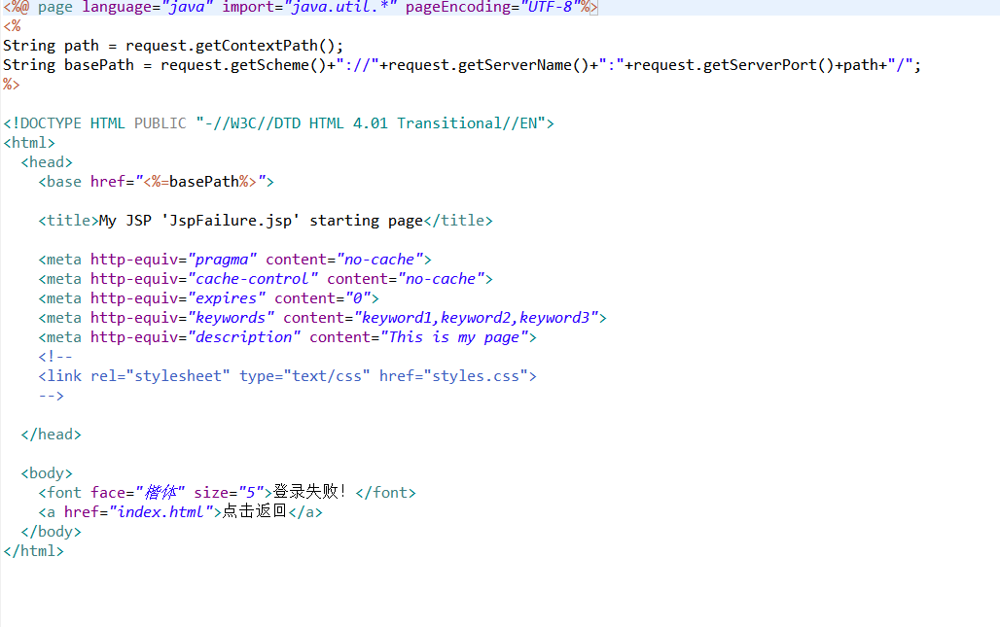 <%@ page language="java" import="java.util.*" pageEncoding="UTF-8"%>
<%
String path = request.getContextPath();
String basePath = request.getScheme()+"://"+request.getServerName()+":"+request.getServerPort()+path+"/";
%>
<!DOCTYPE HTML PUBLIC "-//W3C//DTD HTML 4.01 Transitional//EN">
<html>
<head>
<base href="<%=basePath%>">
<title>My JSP 'JspFailure.jsp' starting page</title>
<meta http-equiv="pragma" content="no-cache">
<meta http-equiv="cache-control" content="no-cache">
<meta http-equiv="expires" content="0">
<meta http-equiv="keywords" content="keyword1,keyword2,keyword3">
<meta http-equiv="description" content="This is my page">
<!--
<link rel="stylesheet" type="text/css" href="styles.css">
-->
</head>
<body>
<font face="楷体" size="5">登录失败！</font>
<a href="index.html">点击返回</a>
</body>
</html>